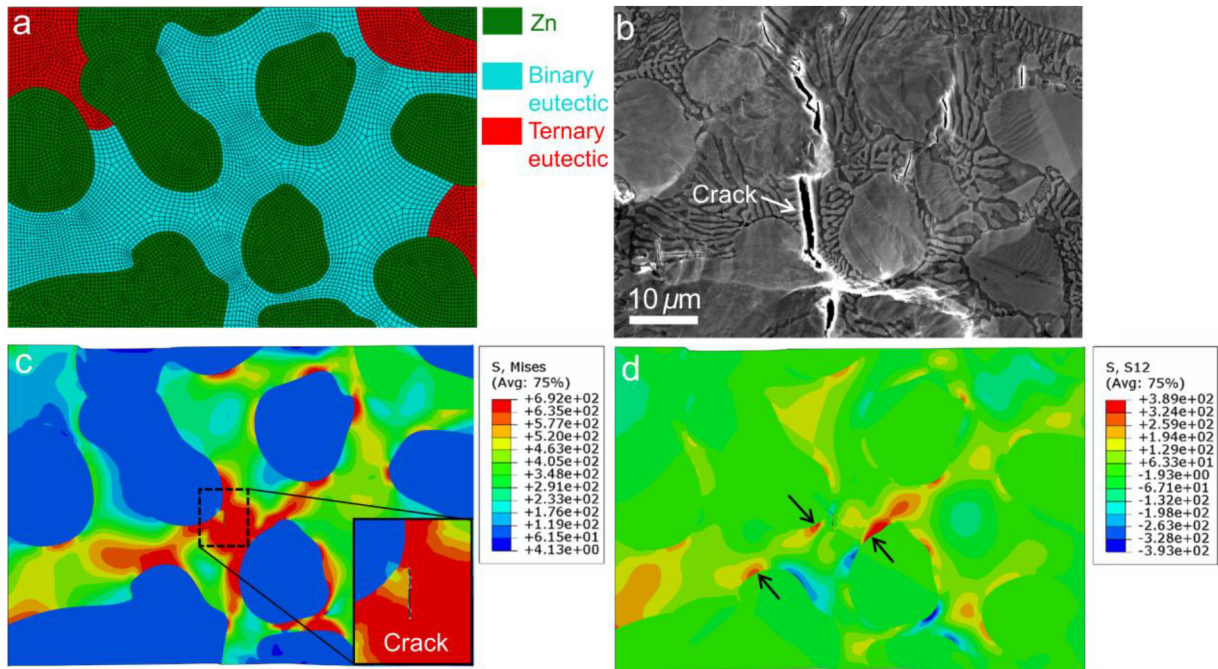 a
Zn
Binary
eutectic
Ternary
eutectic
b
Crack
10 µm
c
Crack
S, Mises
(Avg: 75%)
+6.92e+02
+6.35e+02
+5.77e+02
+5.20e+02
+4.63e+02
+4.05e+02
+3.48e+02
+2.91e+02
+2.33e+02
+1.76e+02
+1.19e+02
+6.15e+01
+4.13e+00
d
S, S12
(Avg: 75%)
+3.89e+02
+3.24e+02
+2.59e+02
+1.94e+02
+1.29e+02
+6.33e+01
-1.93e+00
-6.71e+01
-1.32e+02
-1.98e+02
-2.63e+02
-3.28e+02
-3.93e+02